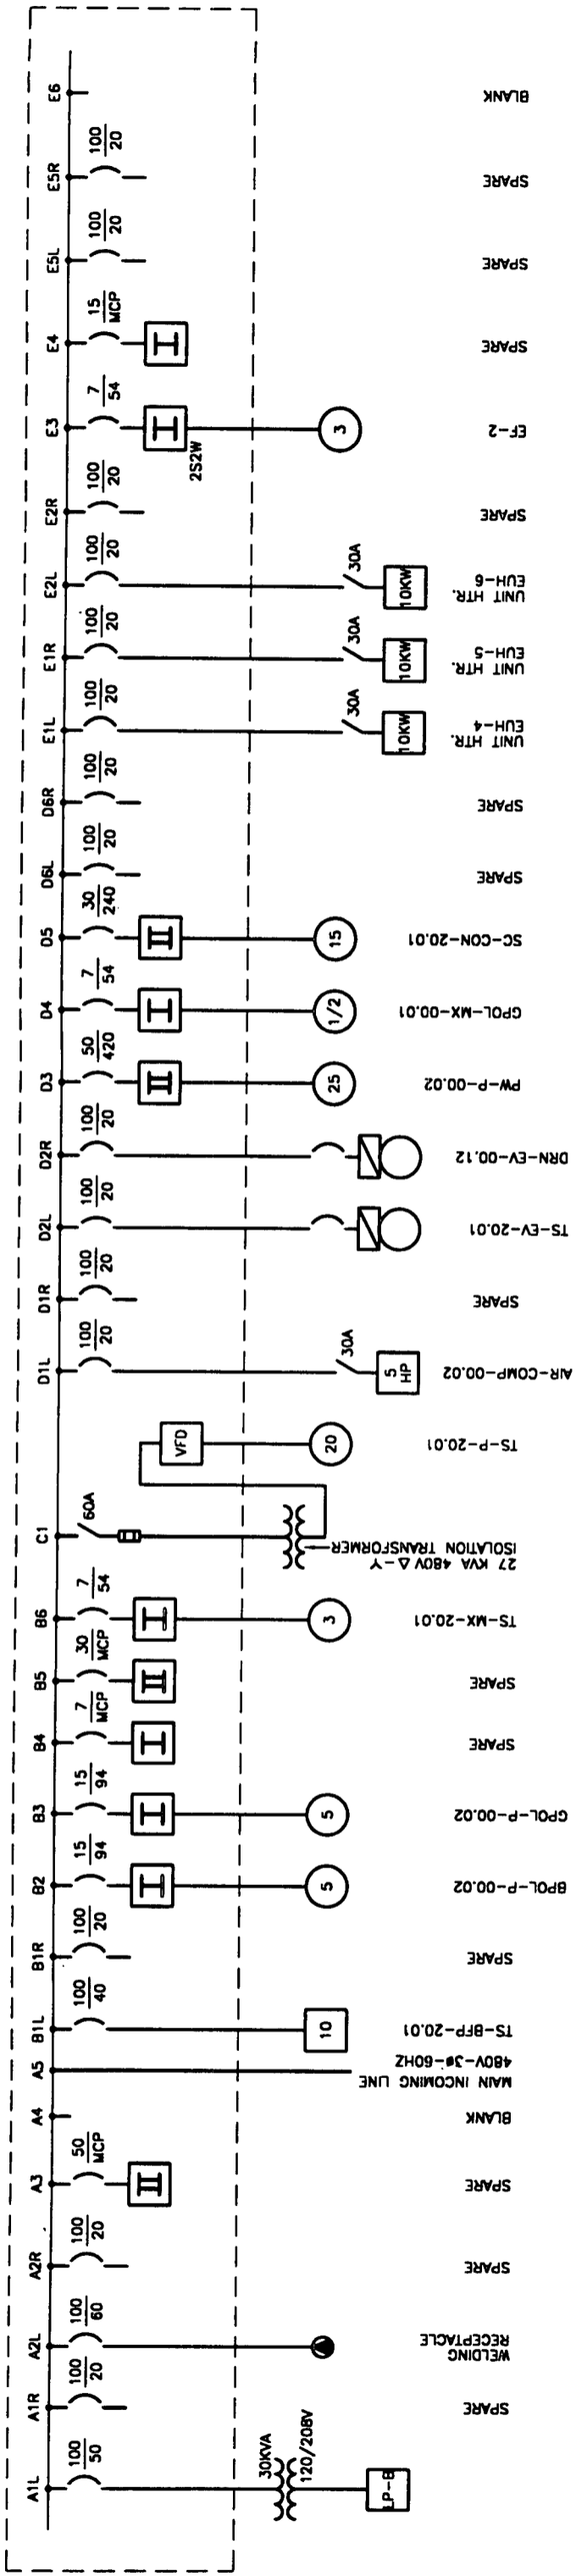 E6
BLANK
E5R
100
20
SPARE
E5L
100
20
SPARE
E4
15
MCP
I
SPARE
E3
7
54
I
2S2W
3
EF-2
E2R
100
20
SPARE
E2L
100
20
30A
10KW
UNIT HTR.
EUH-6
E1R
100
20
30A
10KW
UNIT HTR.
EUH-5
E1L
100
20
30A
10KW
UNIT HTR.
EUH-4
D6R
100
20
SPARE
D6L
100
20
SPARE
D5
30
240
II
15
SC-CON-20.01
D4
7
54
I
1/2
GPOL-MX-00.01
D3
50
420
II
25
PW-P-00.02
D2R
100
20
DRN-EV-00.12
D2L
100
20
TS-EV-20.01
D1R
100
20
SPARE
D1L
100
20
30A
5
HP
AIR-COMP-00.02
VFD
20
TS-P-20.01
C1
60A
27 KVA 480V Δ-Y
ISOLATION TRANSFORMER
B6
7
54
I
3
TS-MX-20.01
B5
30
MCP
II
SPARE
B4
7
MCP
I
SPARE
B3
15
94
I
5
GPOL-P-00.02
B2
15
94
I
5
BPOL-P-00.02
B1R
100
20
SPARE
B1L
100
40
10
TS-BFP-20.01
A5
MAIN INCOMING LINE
480V-3ø-60HZ
A4
BLANK
A3
50
MCP
II
SPARE
A2R
100
20
SPARE
A2L
100
60
WELDING
RECEPTACLE
A1R
100
20
SPARE
A1L
100
50
30KVA
120/208V
LP-B